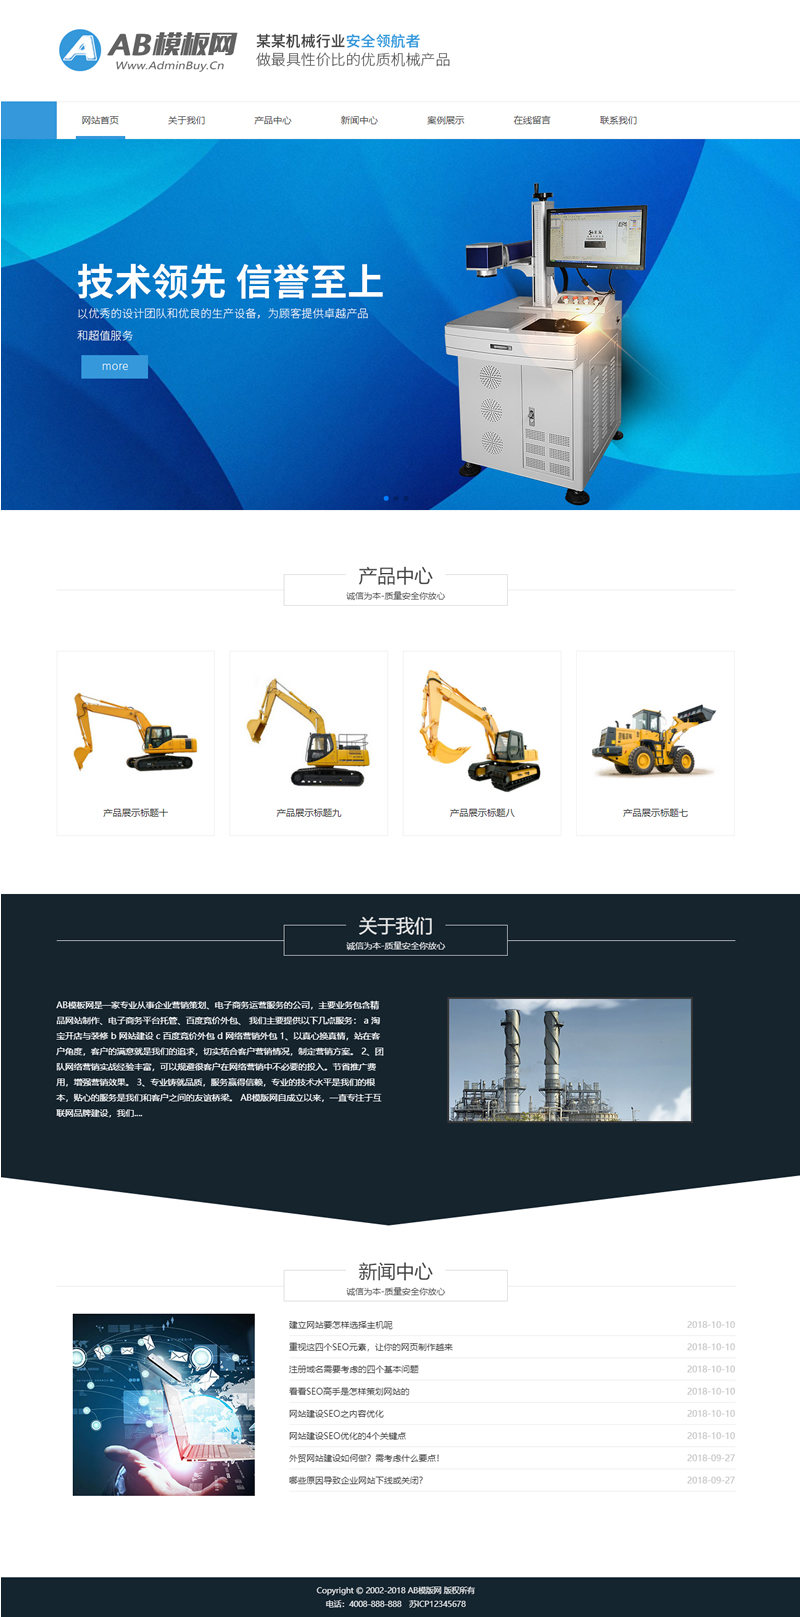 AB模板网
Www.AdminBuy.Cn
某某机械行业安全领航者
做最具性价比的优质机械产品
网站首页 关于我们 产品中心 新闻中心 案例展示 在线留言 联系我们
技术领先 信誉至上
以优秀的设计团队和优良的生产设备，为顾客提供卓越产品
和超值服务
more
产品中心
诚信为本-质量安全你放心
产品展示标题十 产品展示标题九 产品展示标题八 产品展示标题七
关于我们
诚信为本-质量安全你放心
AB模板网是一家专业从事企业营销策划、电子商务运营服务的公司，主要业务包含精
品网站制作、电子商务平台托管、百度竞价外包、 我们主要提供以下几点服务： a 淘
宝开店与装修 b 网站建设 c 百度竞价外包 d 网络营销外包 1、以真心换真情，站在客
户角度，客户的满意就是我们的追求，切实结合客户营销情况，制定营销方案。 2、团
队网络营销实战经验丰富，可以规避很客户在网络营销中不必要的投入。节省推广费
用，增强营销效果。 3、专业铸就品质，服务赢得信赖，专业的技术水平是我们的根
本，贴心的服务是我们和客户之间的友谊桥梁。 AB模版网自成立以来，一直专注于互
联网品牌建设，我们....
新闻中心
诚信为本-质量安全你放心
建立网站要怎样选择主机呢 2018-10-10
重视这四个SEO元素，让你的网页制作越来 2018-10-10
注册域名需要考虑的四个基本问题 2018-10-10
看看SEO高手是怎样策划网站的 2018-10-10
网站建设SEO之内容优化 2018-10-10
网站建设SEO优化的4个关键点 2018-10-10
外贸网站建设如何做？需考虑什么要点！ 2018-09-27
哪些原因导致企业网站下线或关闭？ 2018-09-27
Copyright © 2002-2018 AB模版网 版权所有
电话：4008-888-888 苏ICP12345678